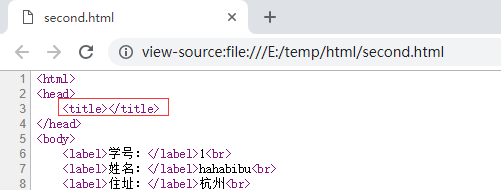 second.html
view-source:file:///E:/temp/html/second.html
1 <html>
2 <head>
3     <title></title>
4 </head>
5 <body>
6     <label>学号：</label>1<br>
7     <label>姓名：</label>hahabibu<br>
8     <label>住址：</label>杭州<br>